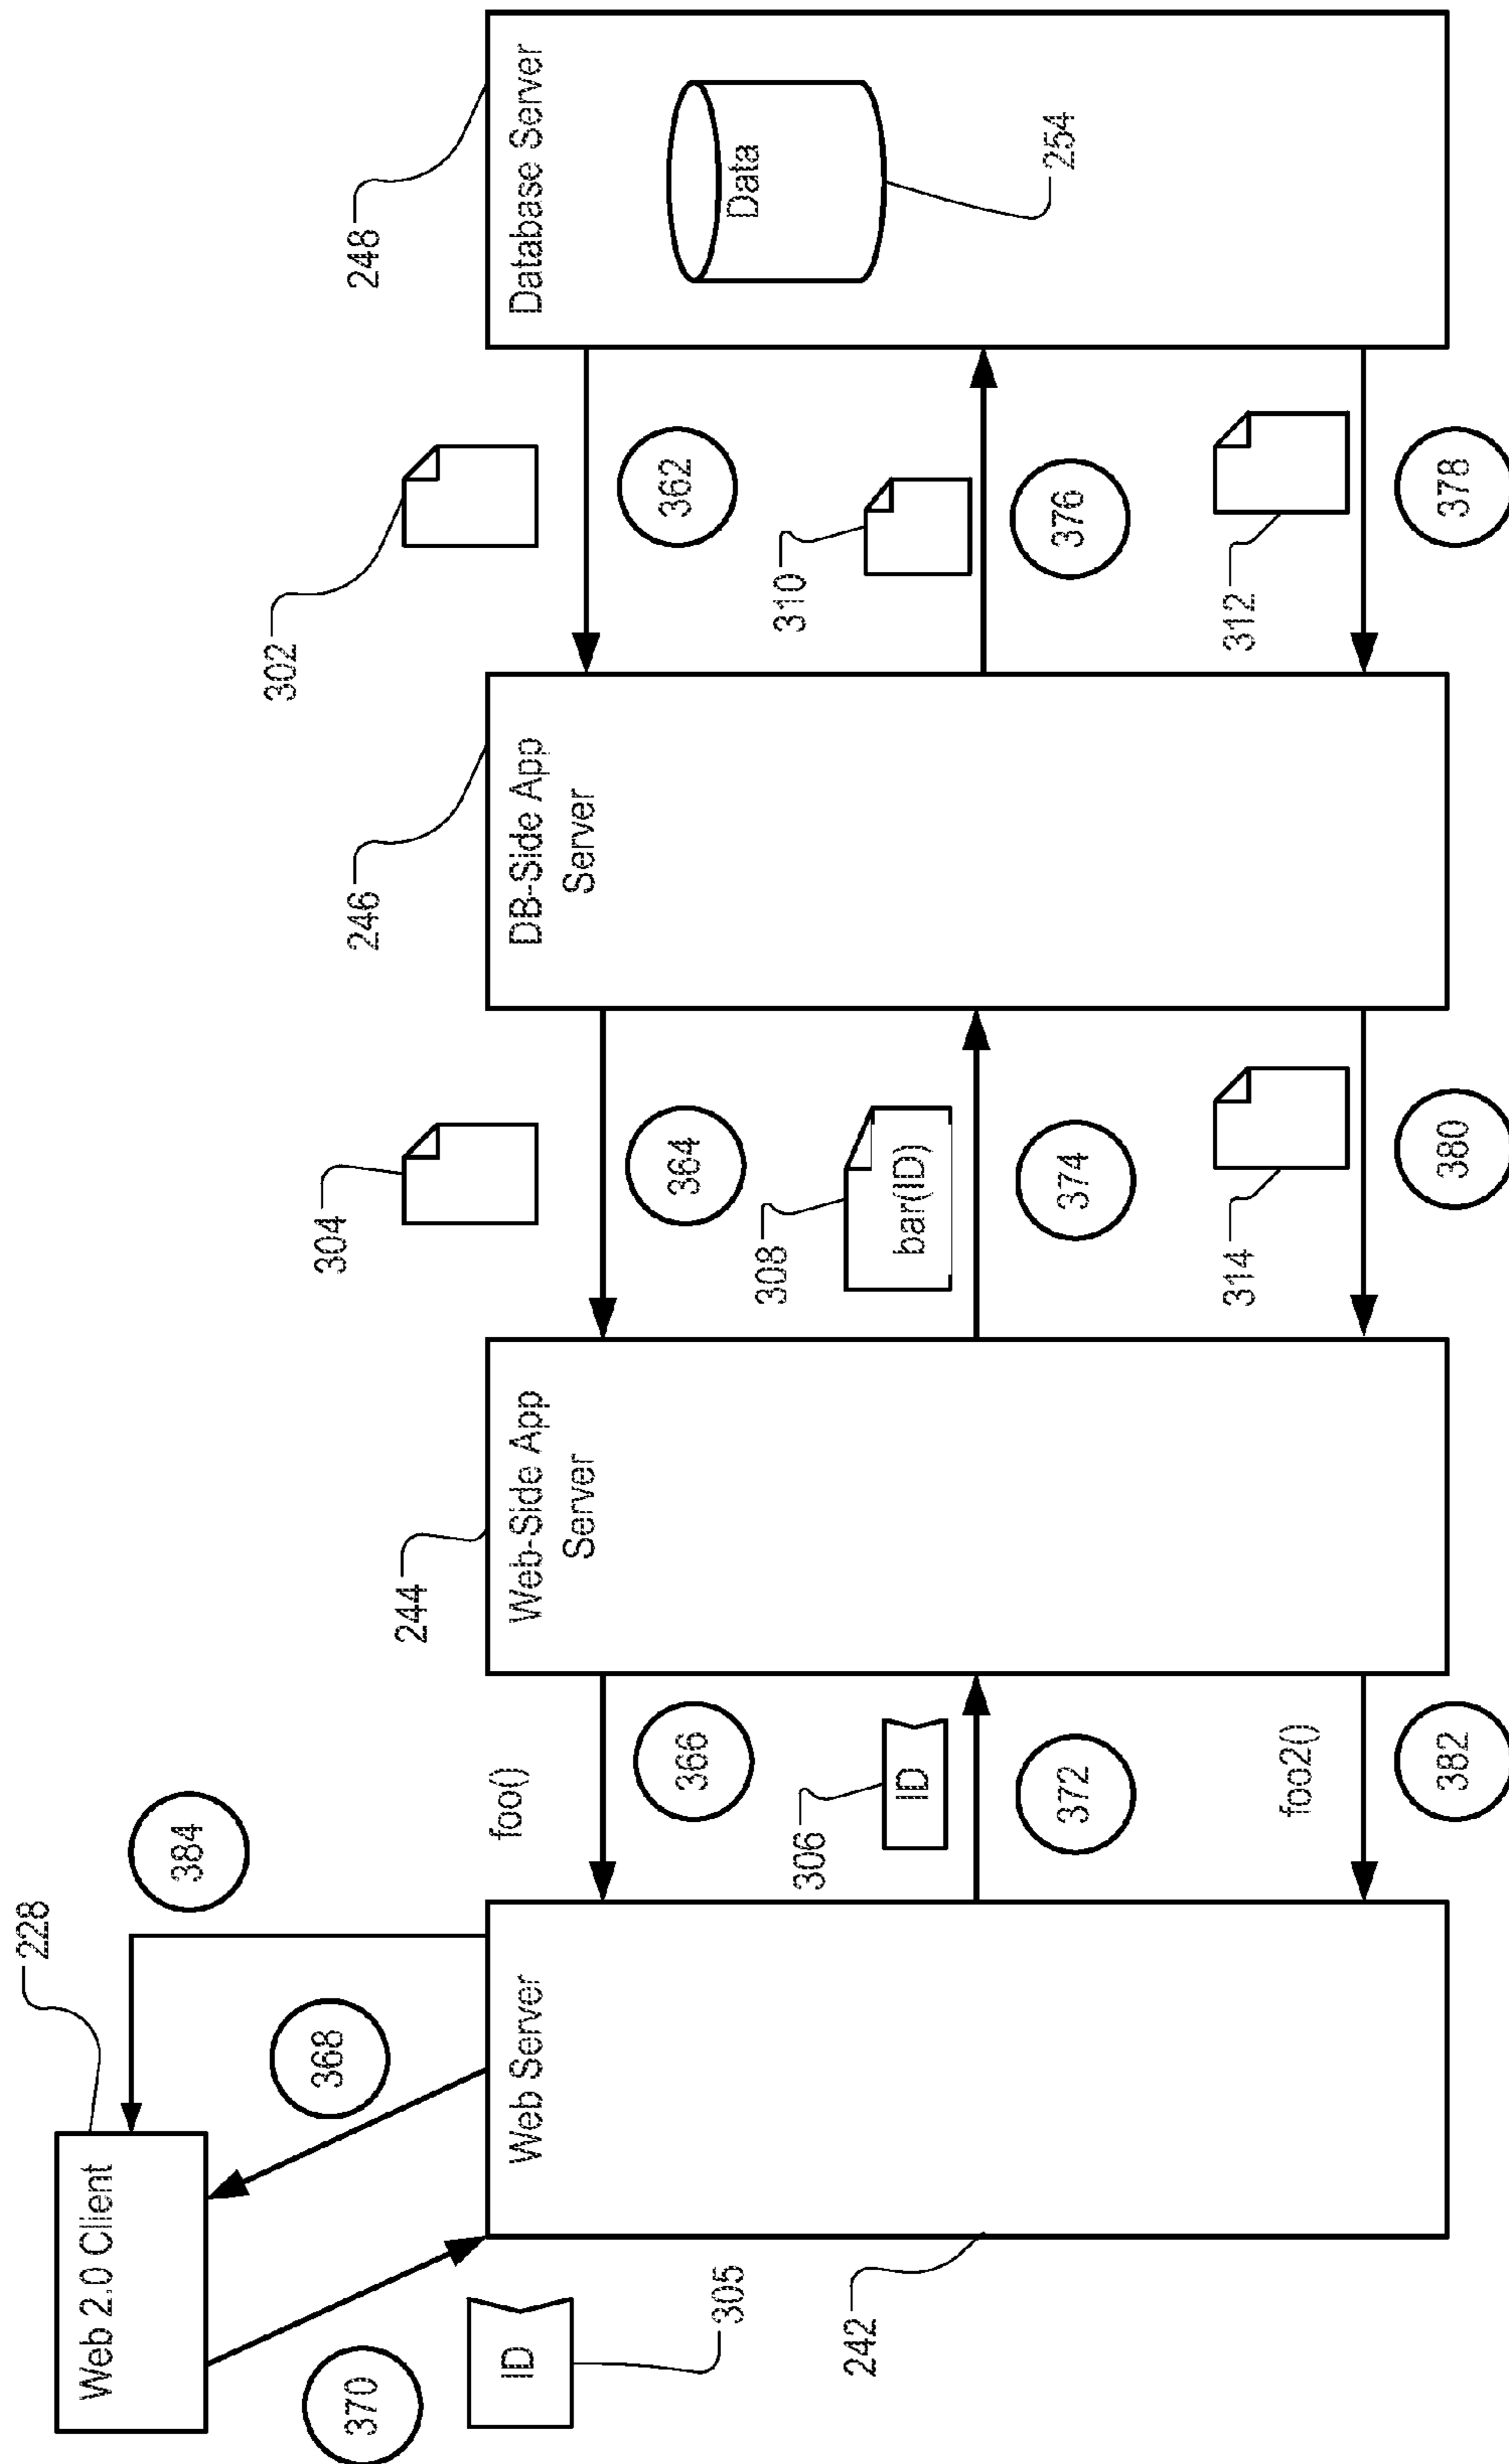 Web 2.0 Client
228
384
368
370
ID
305
Web Server
242
foo()
366
306
ID
372
foo2()
382
244
Web-Side App
Server
304
364
308
bar(ID)
374
314
380
246
DB-Side App
Server
302
362
310
376
312
378
248
Database Server
Data
254